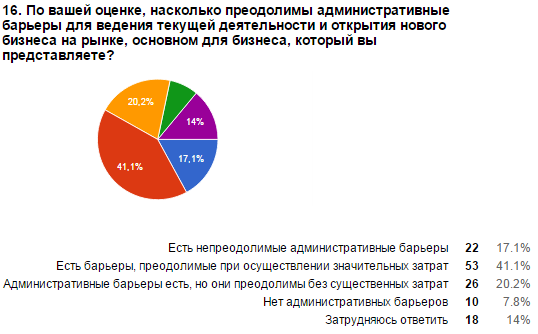 16. По вашей оценке, насколько преодолимы административные
барьеры для ведения текущей деятельности и открытия нового
бизнеса на рынке, основном для бизнеса, который вы
представляете?
20,2%
14%
41,1%
17,1%
Есть непреодолимые административные барьеры 22 17.1%
Есть барьеры, преодолимые при осуществлении значительных затрат 53 41.1%
Административные барьеры есть, но они преодолимы без существенных затрат 26 20.2%
Нет административных барьеров 10 7.8%
Затрудняюсь ответить 18 14%